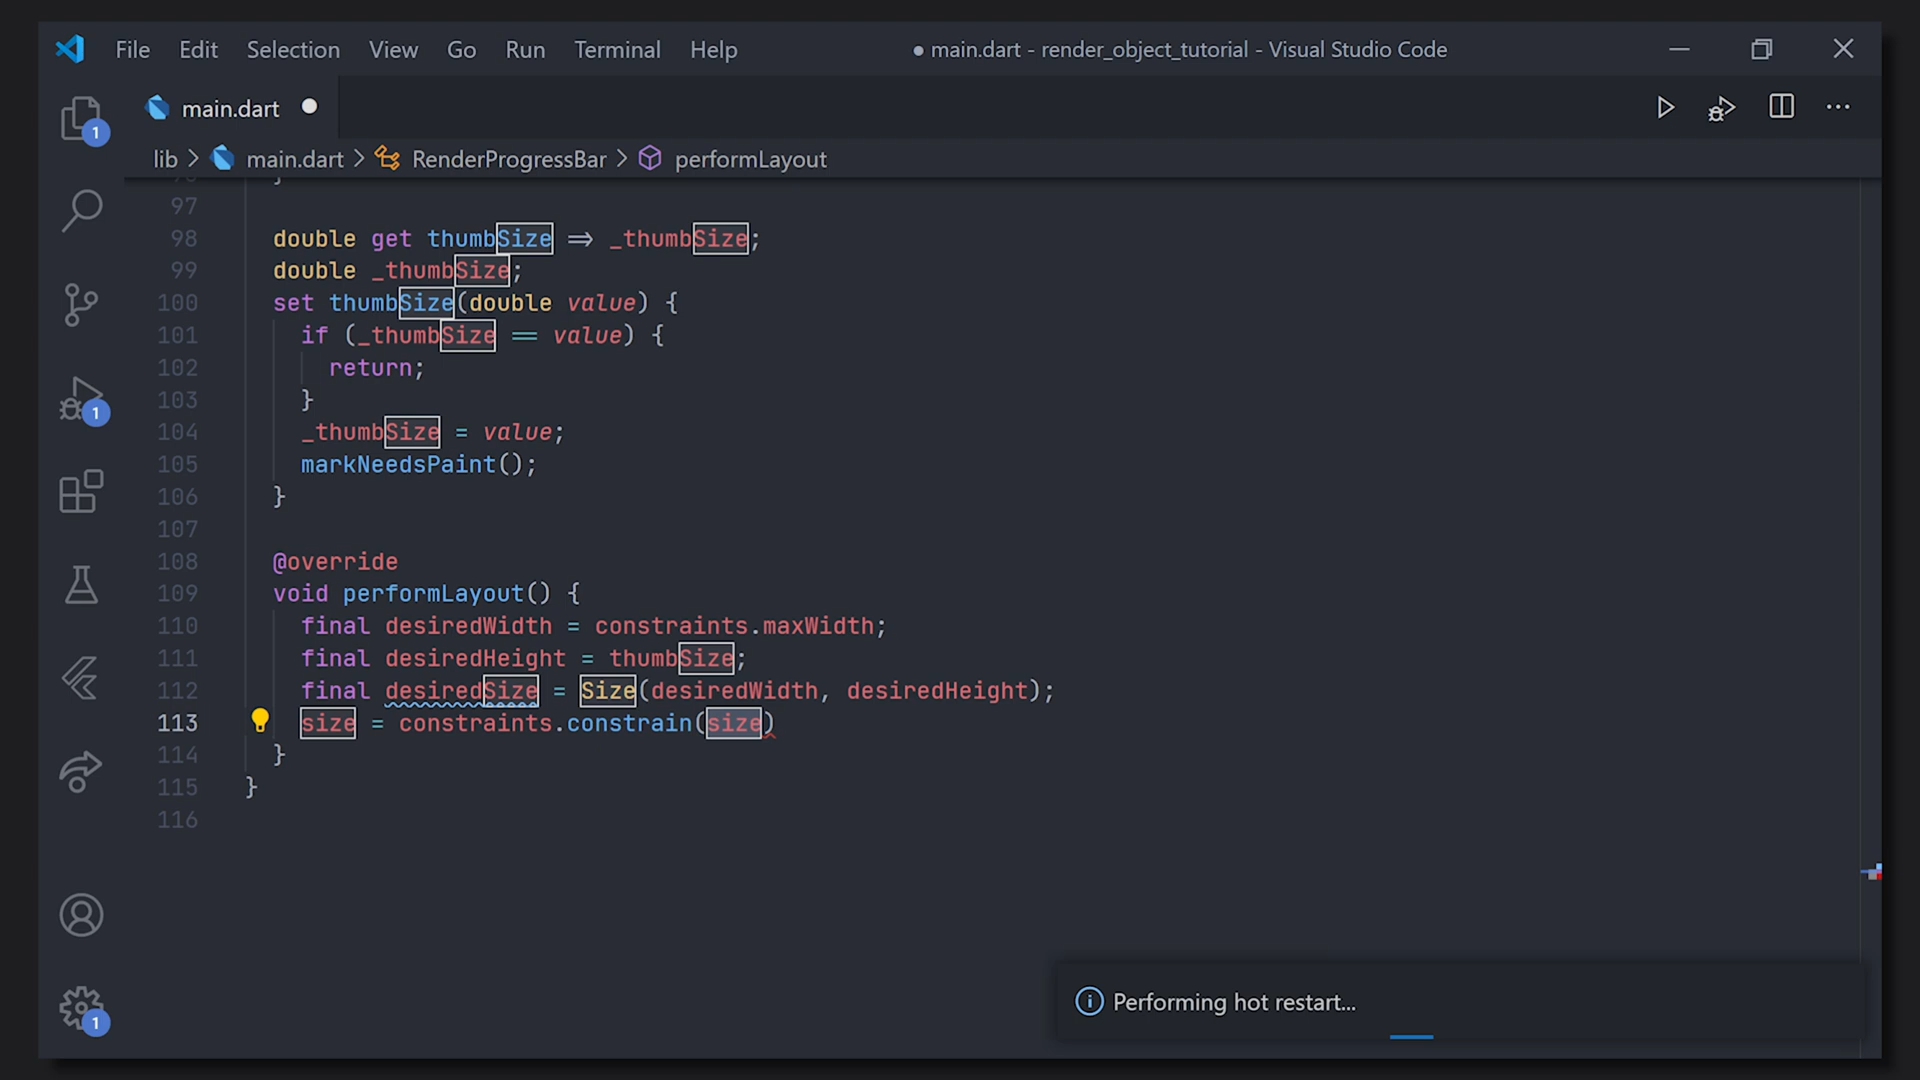 File Edit Selection View Go Run Terminal Help ● main.dart - render_object_tutorial - Visual Studio Code
main.dart
lib > main.dart > RenderProgressBar > performLayout
1
97
98 double get thumbSize => _thumbSize;
99 double _thumbSize;
100 set thumbSize(double value) {
101 if (_thumbSize == value) {
102 return;
103 }
104 _thumbSize = value;
105 markNeedsPaint();
106 }
107
108 @override
109 void performLayout() {
110 final desiredWidth = constraints.maxWidth;
111 final desiredHeight = thumbSize;
112 final desiredSize = Size(desiredWidth, desiredHeight);
113 size = constraints.constrain(size)
114 }
115 }
116
1
1
Performing hot restart...